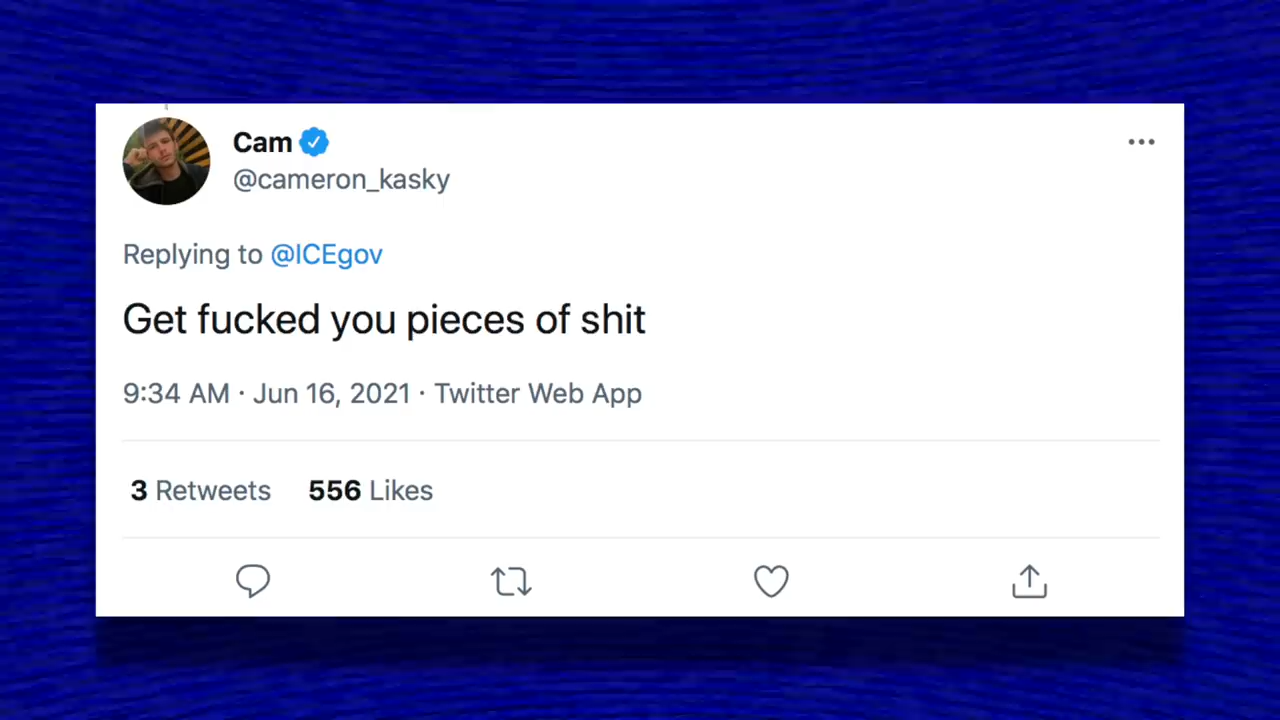 Cam
@cameron_kasky
Replying to @ICEgov
Get fucked you pieces of shit
9:34 AM · Jun 16, 2021 · Twitter Web App
3 Retweets 556 Likes